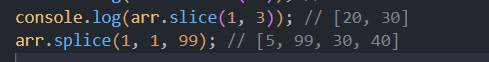 console.log(arr.slice(1, 3)); // [20, 30]
arr.splice(1, 1, 99); // [5, 99, 30, 40]